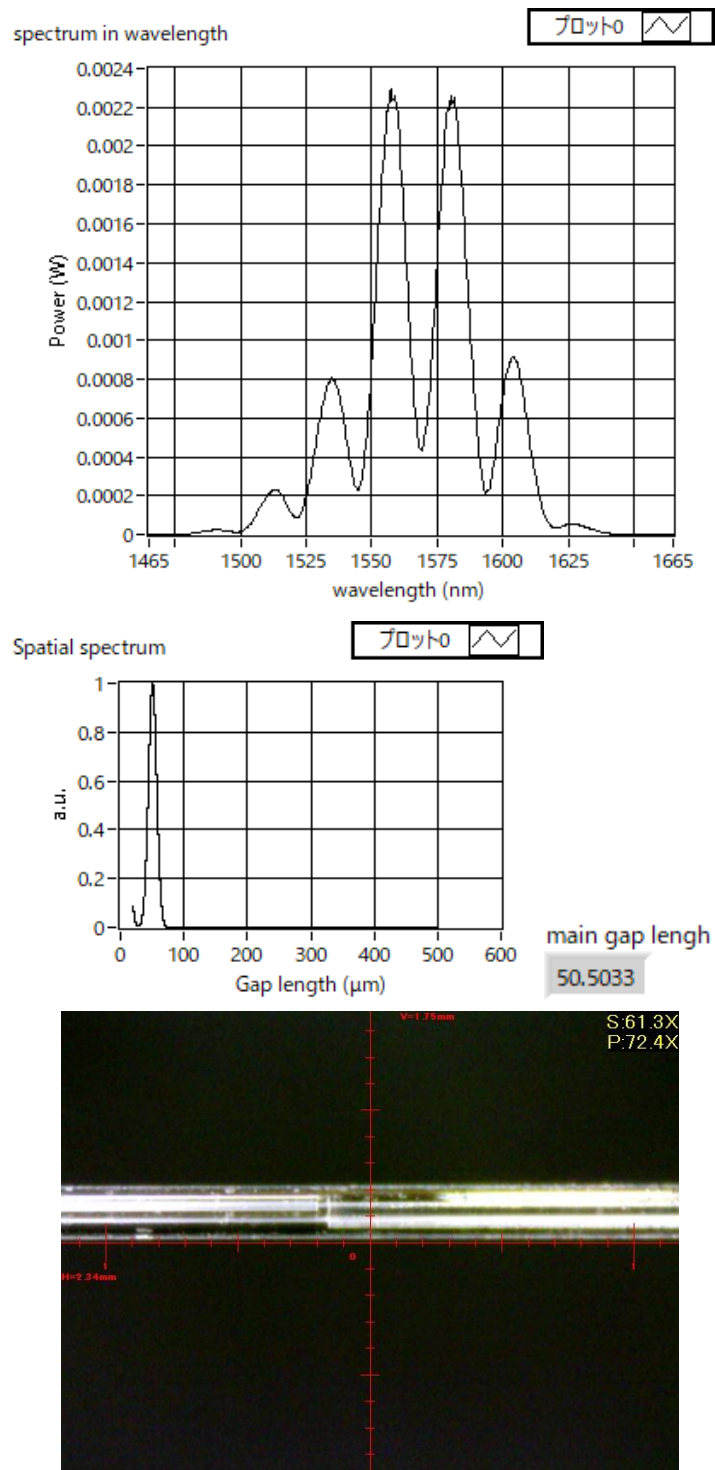 spectrum in wavelength
プロット0
0.0024
0.0022
0.002
0.0018
0.0016
0.0014
0.0012
0.001
0.0008
0.0006
0.0004
0.0002
0
Power (W)
1465 1500 1525 1550 1575 1600 1625 1665
wavelength (nm)
Spatial spectrum
プロット0
1
0.8
0.6
0.4
0.2
0
a.u.
0 100 200 300 400 500 600
Gap length (µm)
main gap lengh
50.5033
V=1.75mm
S:61.3X
P:72.4X
1
0
1
H=2.34mm